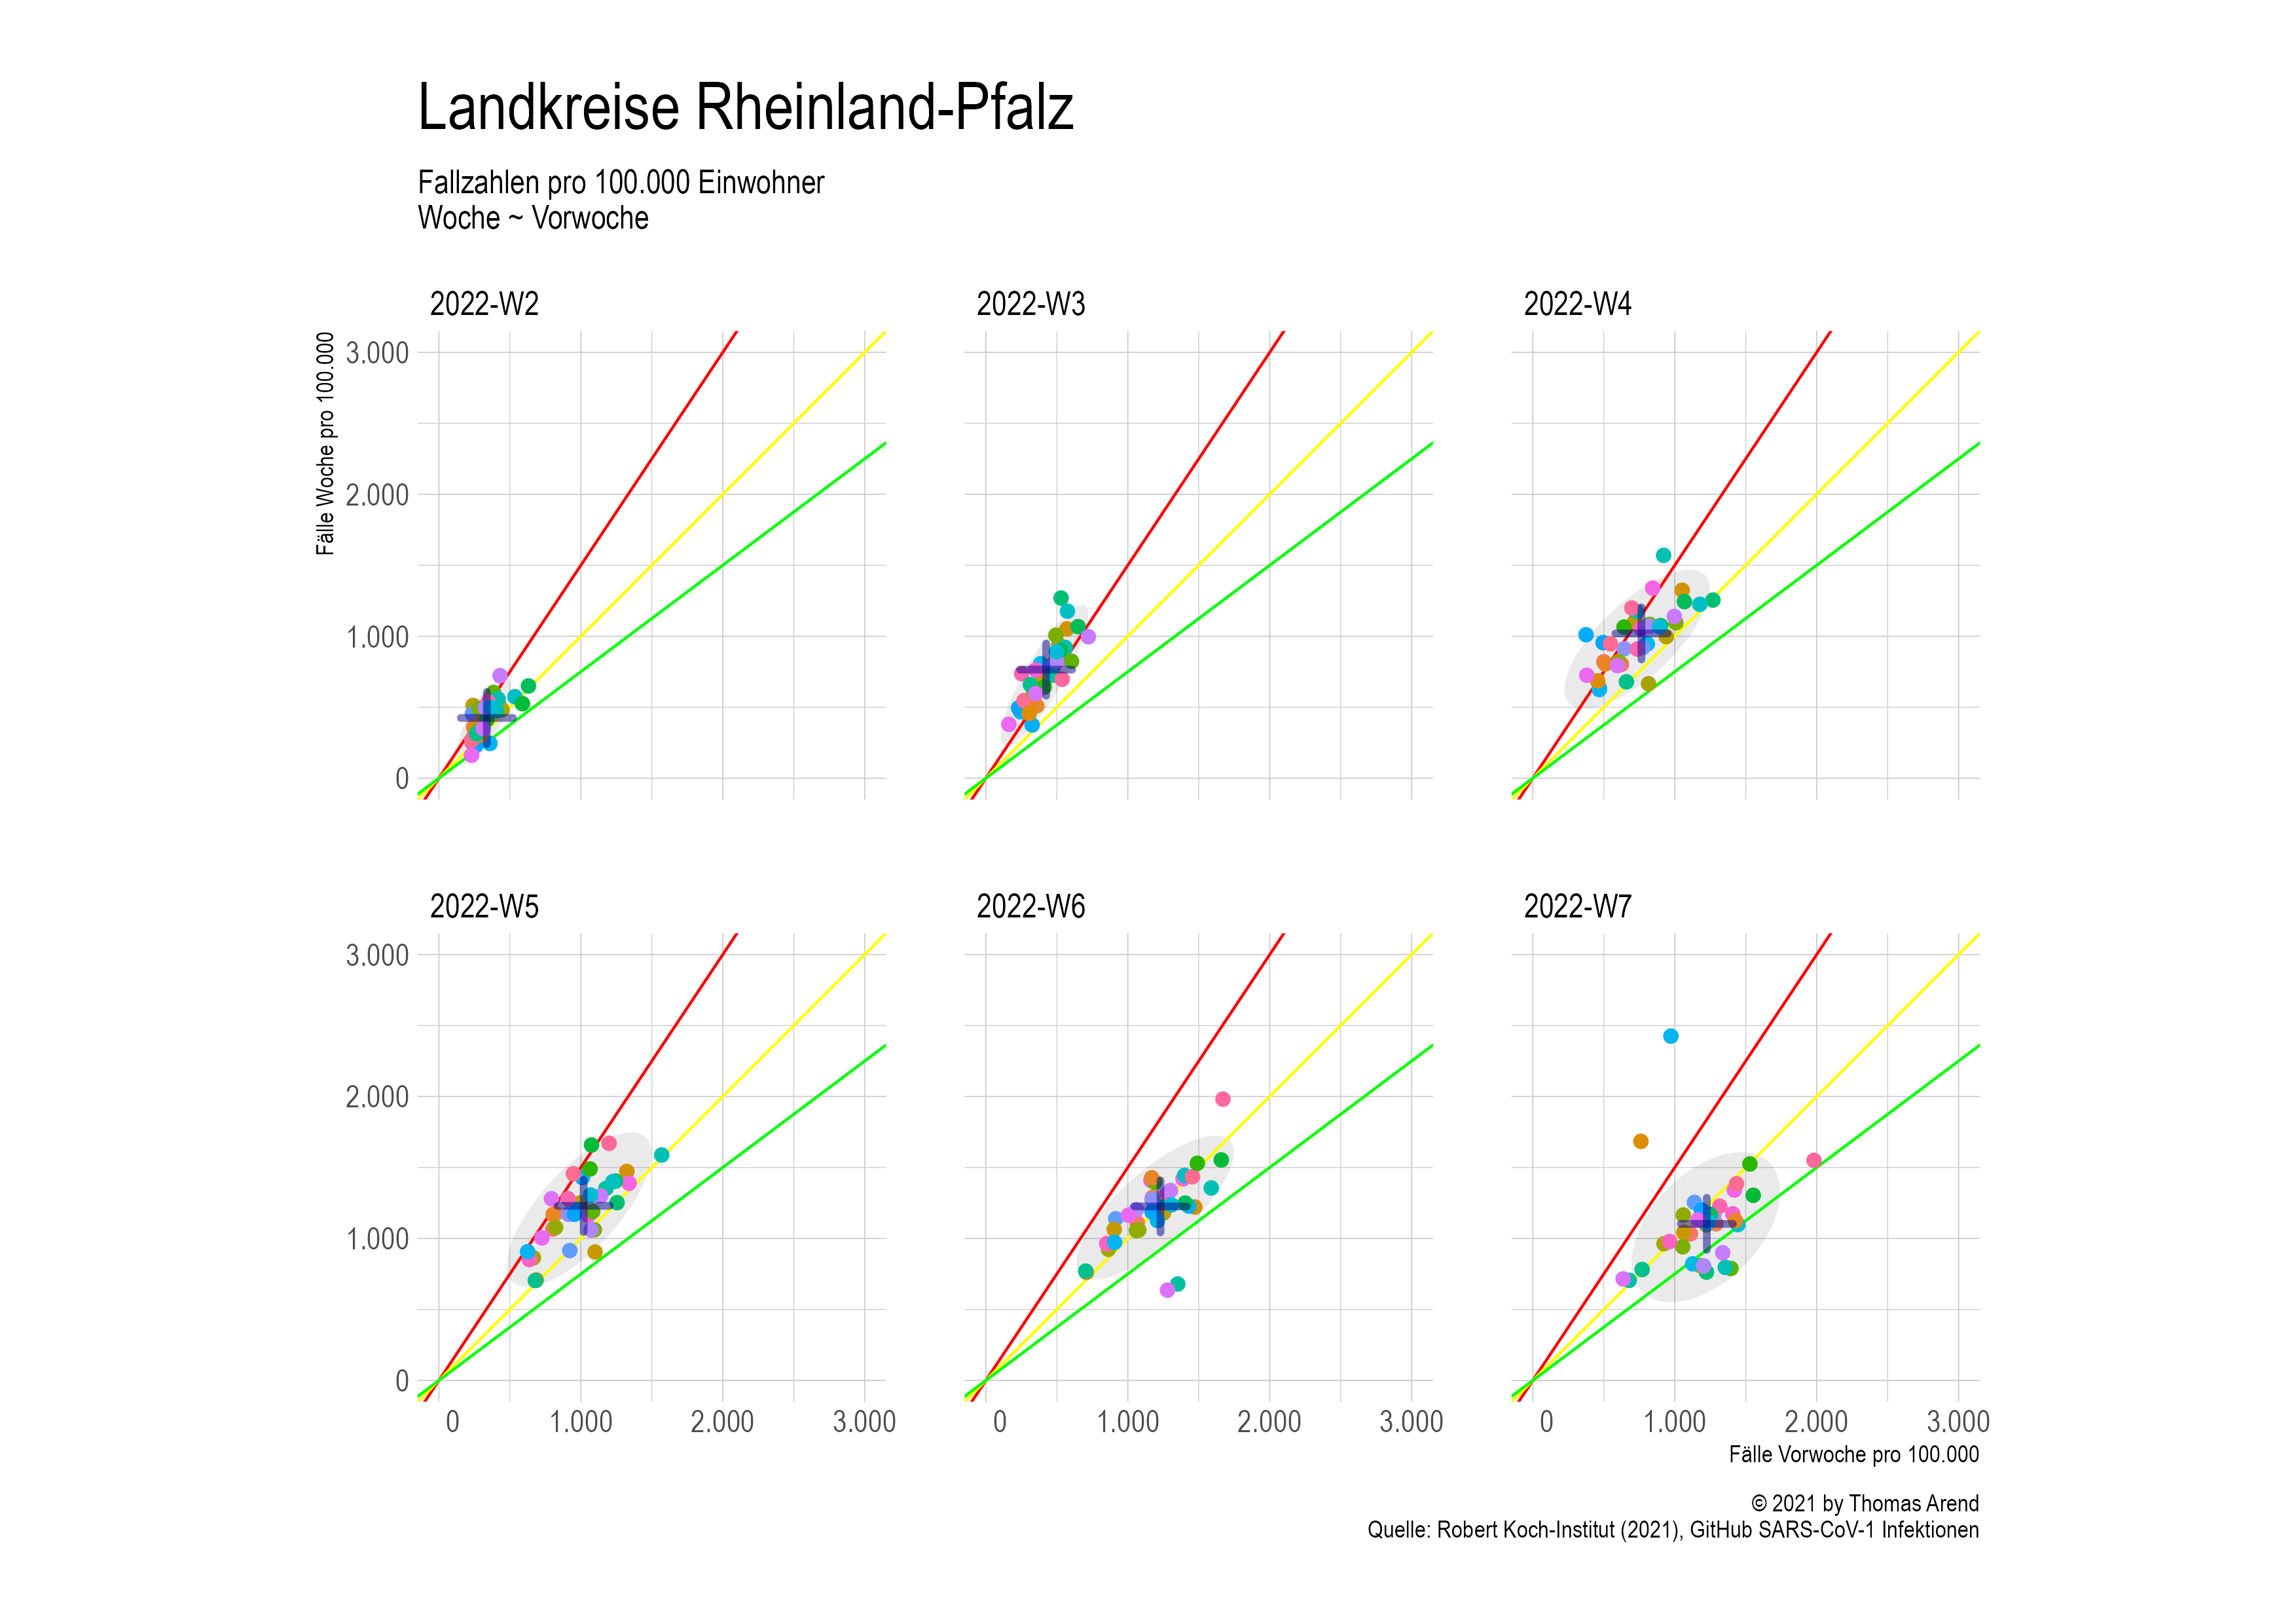 Landkreise Rheinland-Pfalz
Fallzahlen pro 100.000 Einwohner
Woche ~ Vorwoche
2022-W2
2022-W3
2022-W4
Fälle Woche pro 100.000
3.000
2.000
1.000
0
2022-W5
2022-W6
2022-W7
3.000
2.000
1.000
0
0 1.000 2.000 3.000
0 1.000 2.000 3.000
0 1.000 2.000 3.000
Fälle Vorwoche pro 100.000
© 2021 by Thomas Arend
Quelle: Robert Koch-Institut (2021), GitHub SARS-CoV-1 Infektionen